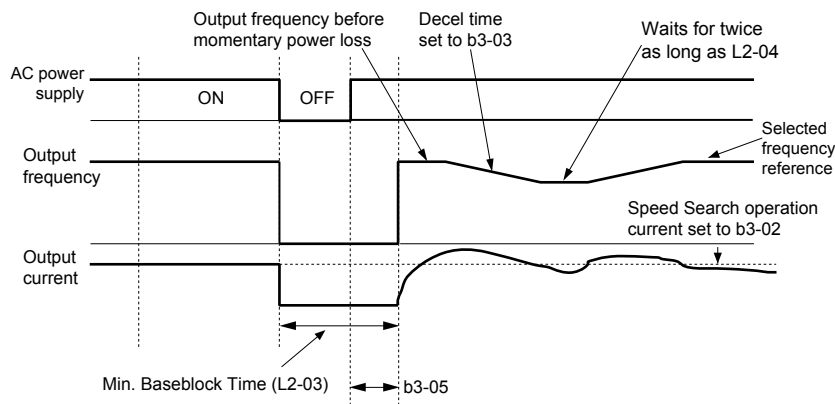 Output frequency before
momentary power loss
Decel time
set to b3-03
Waits for twice
as long as L2-04
AC power
supply
ON
OFF
Output
frequency
Selected
frequency
reference
Speed Search operation
current set to b3-02
Output
current
Min. Baseblock Time (L2-03)
b3-05